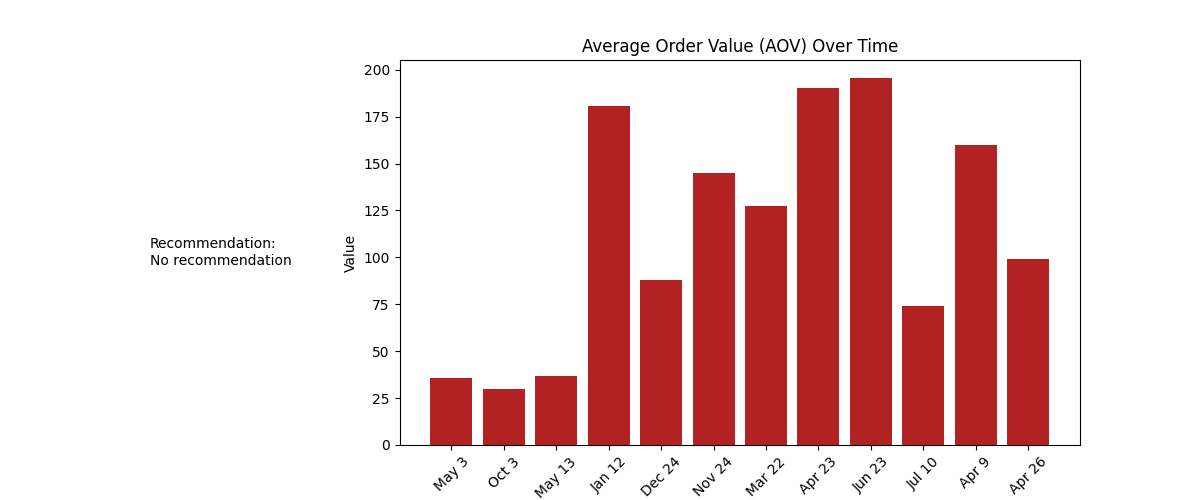 Average Order Value (AOV) Over Time
200
175
150
125
100
75
50
25
0
Value
Recommendation:
No recommendation
May 3
Oct 3
May 13
Jan 12
Dec 24
Nov 24
Mar 22
Apr 23
Jun 23
Jul 10
Apr 9
Apr 26